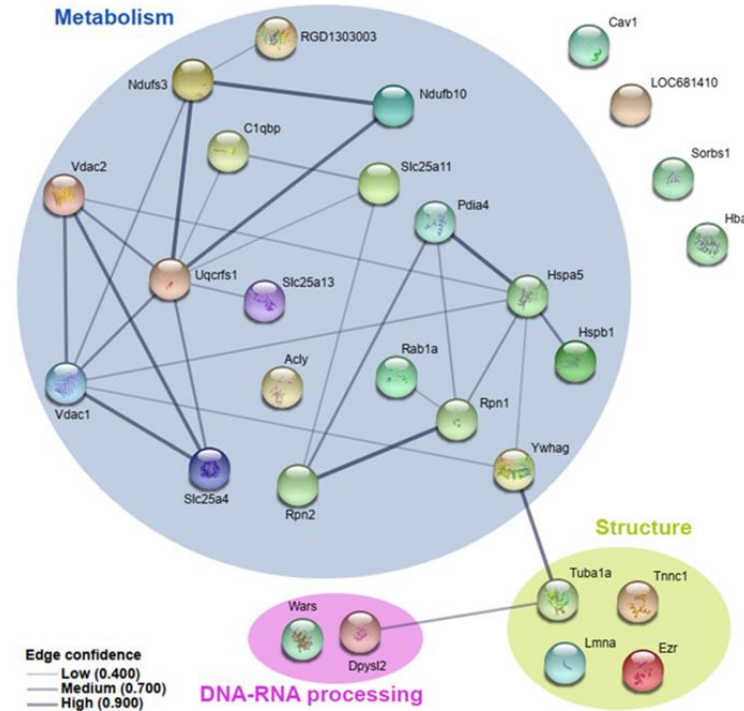 Metabolism
RGD1303003
Cav1
Ndufs3
Ndufb10
LOC681410
C1qbp
Vdac2
Slc25a11
Sorbs1
Pdia4
Hba
Uqcrfs1
Slc25a13
Hspa5
Acly
Rab1a
Hspb1
Vdac1
Rpn1
Ywhag
Slc25a4
Rpn2
Structure
Tuba1a
Tnnc1
Wars
Lmna
Ezr
Dpysl2
Edge confidence
Low (0.400)
Medium (0.700)
High (0.900)
DNA-RNA processing